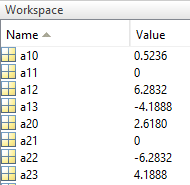 Workspace
Name Value
a10 0.5236
a11 0
a12 6.2832
a13 -4.1888
a20 2.6180
a21 0
a22 -6.2832
a23 4.1888